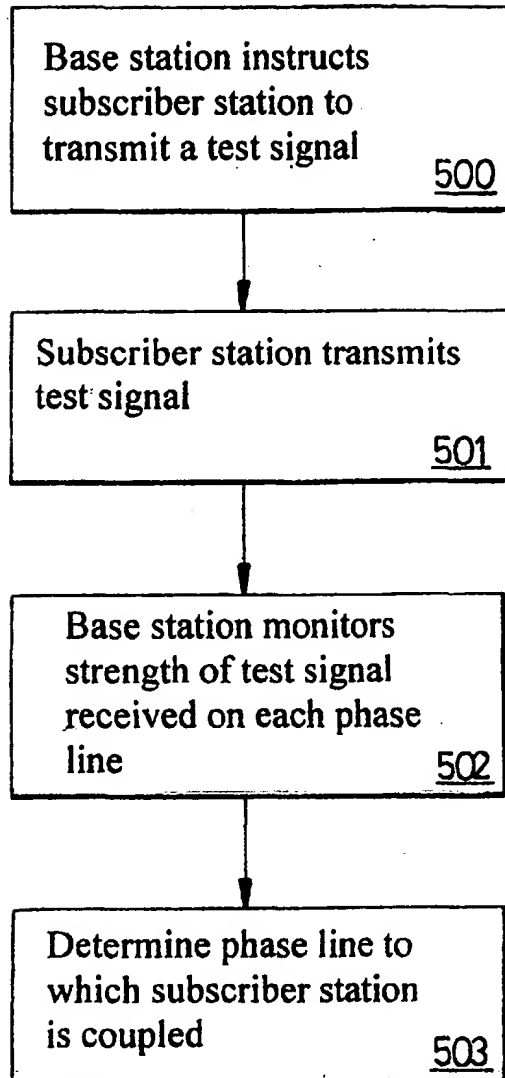 Base station instructs
subscriber station to
transmit a test signal
500
Subscriber station transmits
test signal
501
Base station monitors
strength of test signal
received on each phase
line
502
Determine phase line to
which subscriber station
is coupled
503